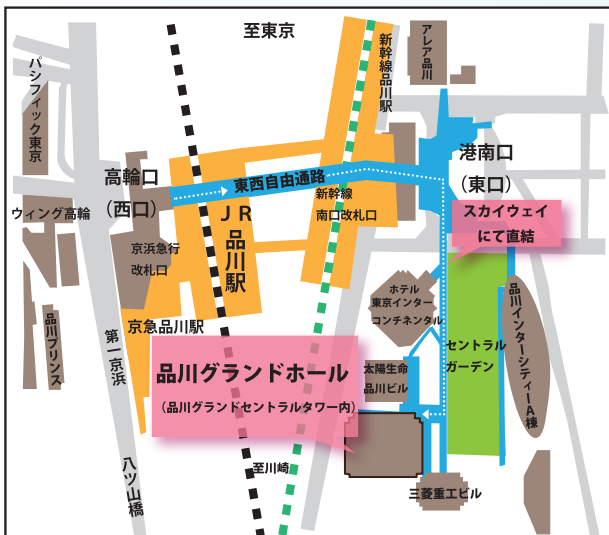 至東京
新幹線品川駅
アレア品川
パシフィック東京
高輪口
（西口）
東西自由通路
港南口
（東口）
新幹線
南口改札口
スカイウェイ
にて直結
ウィング高輪
ＪＲ
品川駅
京浜急行
改札口
ホテル
東京インター
コンチネンタル
品川プリンス
第一京浜
京急品川駅
セントラル
ガーデン
品川インターシティーA棟
品川グランドホール
（品川グランドセントラルタワー内）
太陽生命
品川ビル
八ツ山橋
至川崎
三菱重工ビル